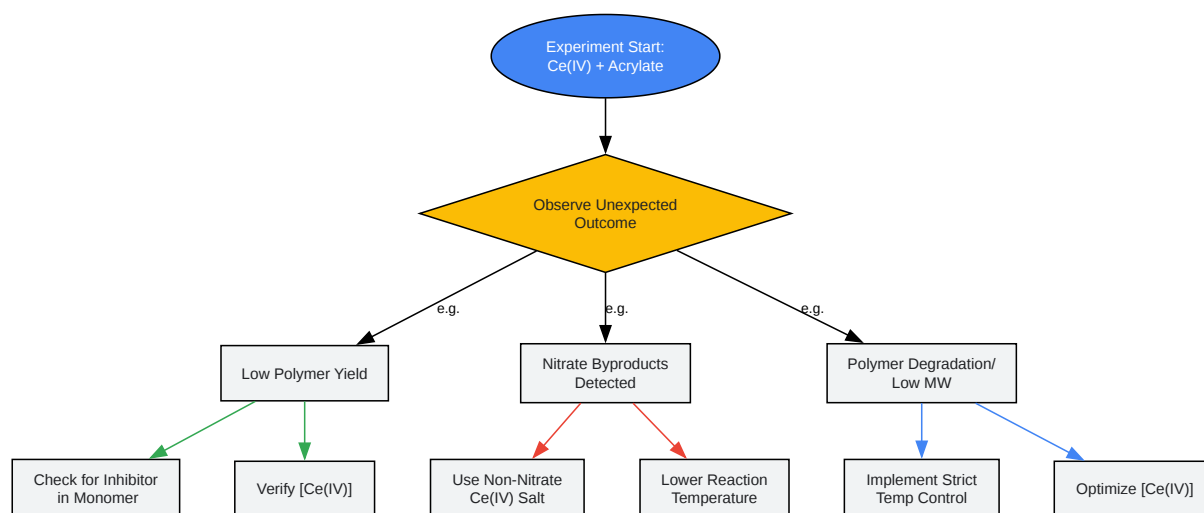 Experiment Start:
Ce(IV) + Acrylate
Observe Unexpected
Outcome
e.g.
e.g.
e.g.
Low Polymer Yield
Nitrate Byproducts
Detected
Polymer Degradation/
Low MW
Check for Inhibitor
in Monomer
Verify [Ce(IV)]
Use Non-Nitrate
Ce(IV) Salt
Lower Reaction
Temperature
Implement Strict
Temp Control
Optimize [Ce(IV)]